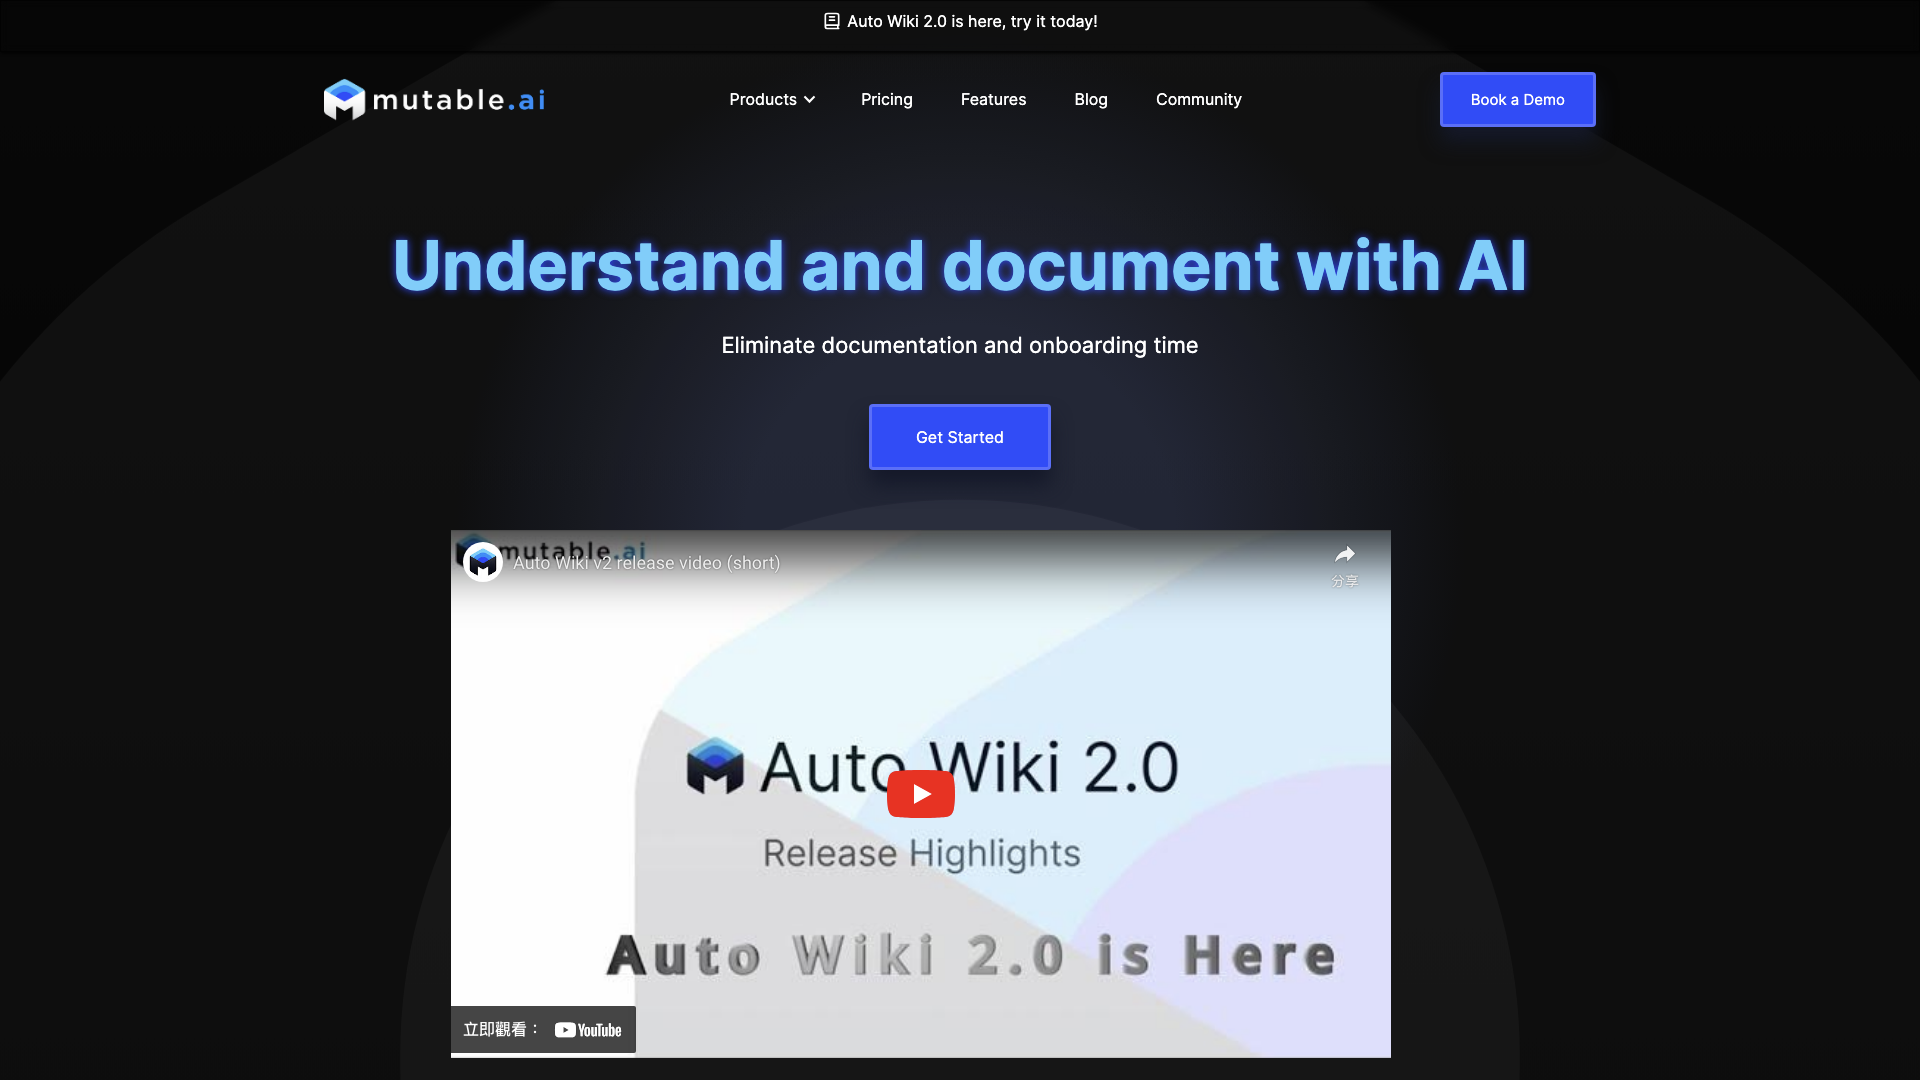 Auto Wiki 2.0 is here, try it today!
mutable.ai
Products
Pricing
Features
Blog
Community
Book a Demo
Understand and document with AI
Eliminate documentation and onboarding time
Get Started
mutable.ai
Auto Wiki v2 release video (short)
分享
Auto Wiki 2.0
Release Highlights
Auto Wiki 2.0 is Here
立即觀看：
YouTube